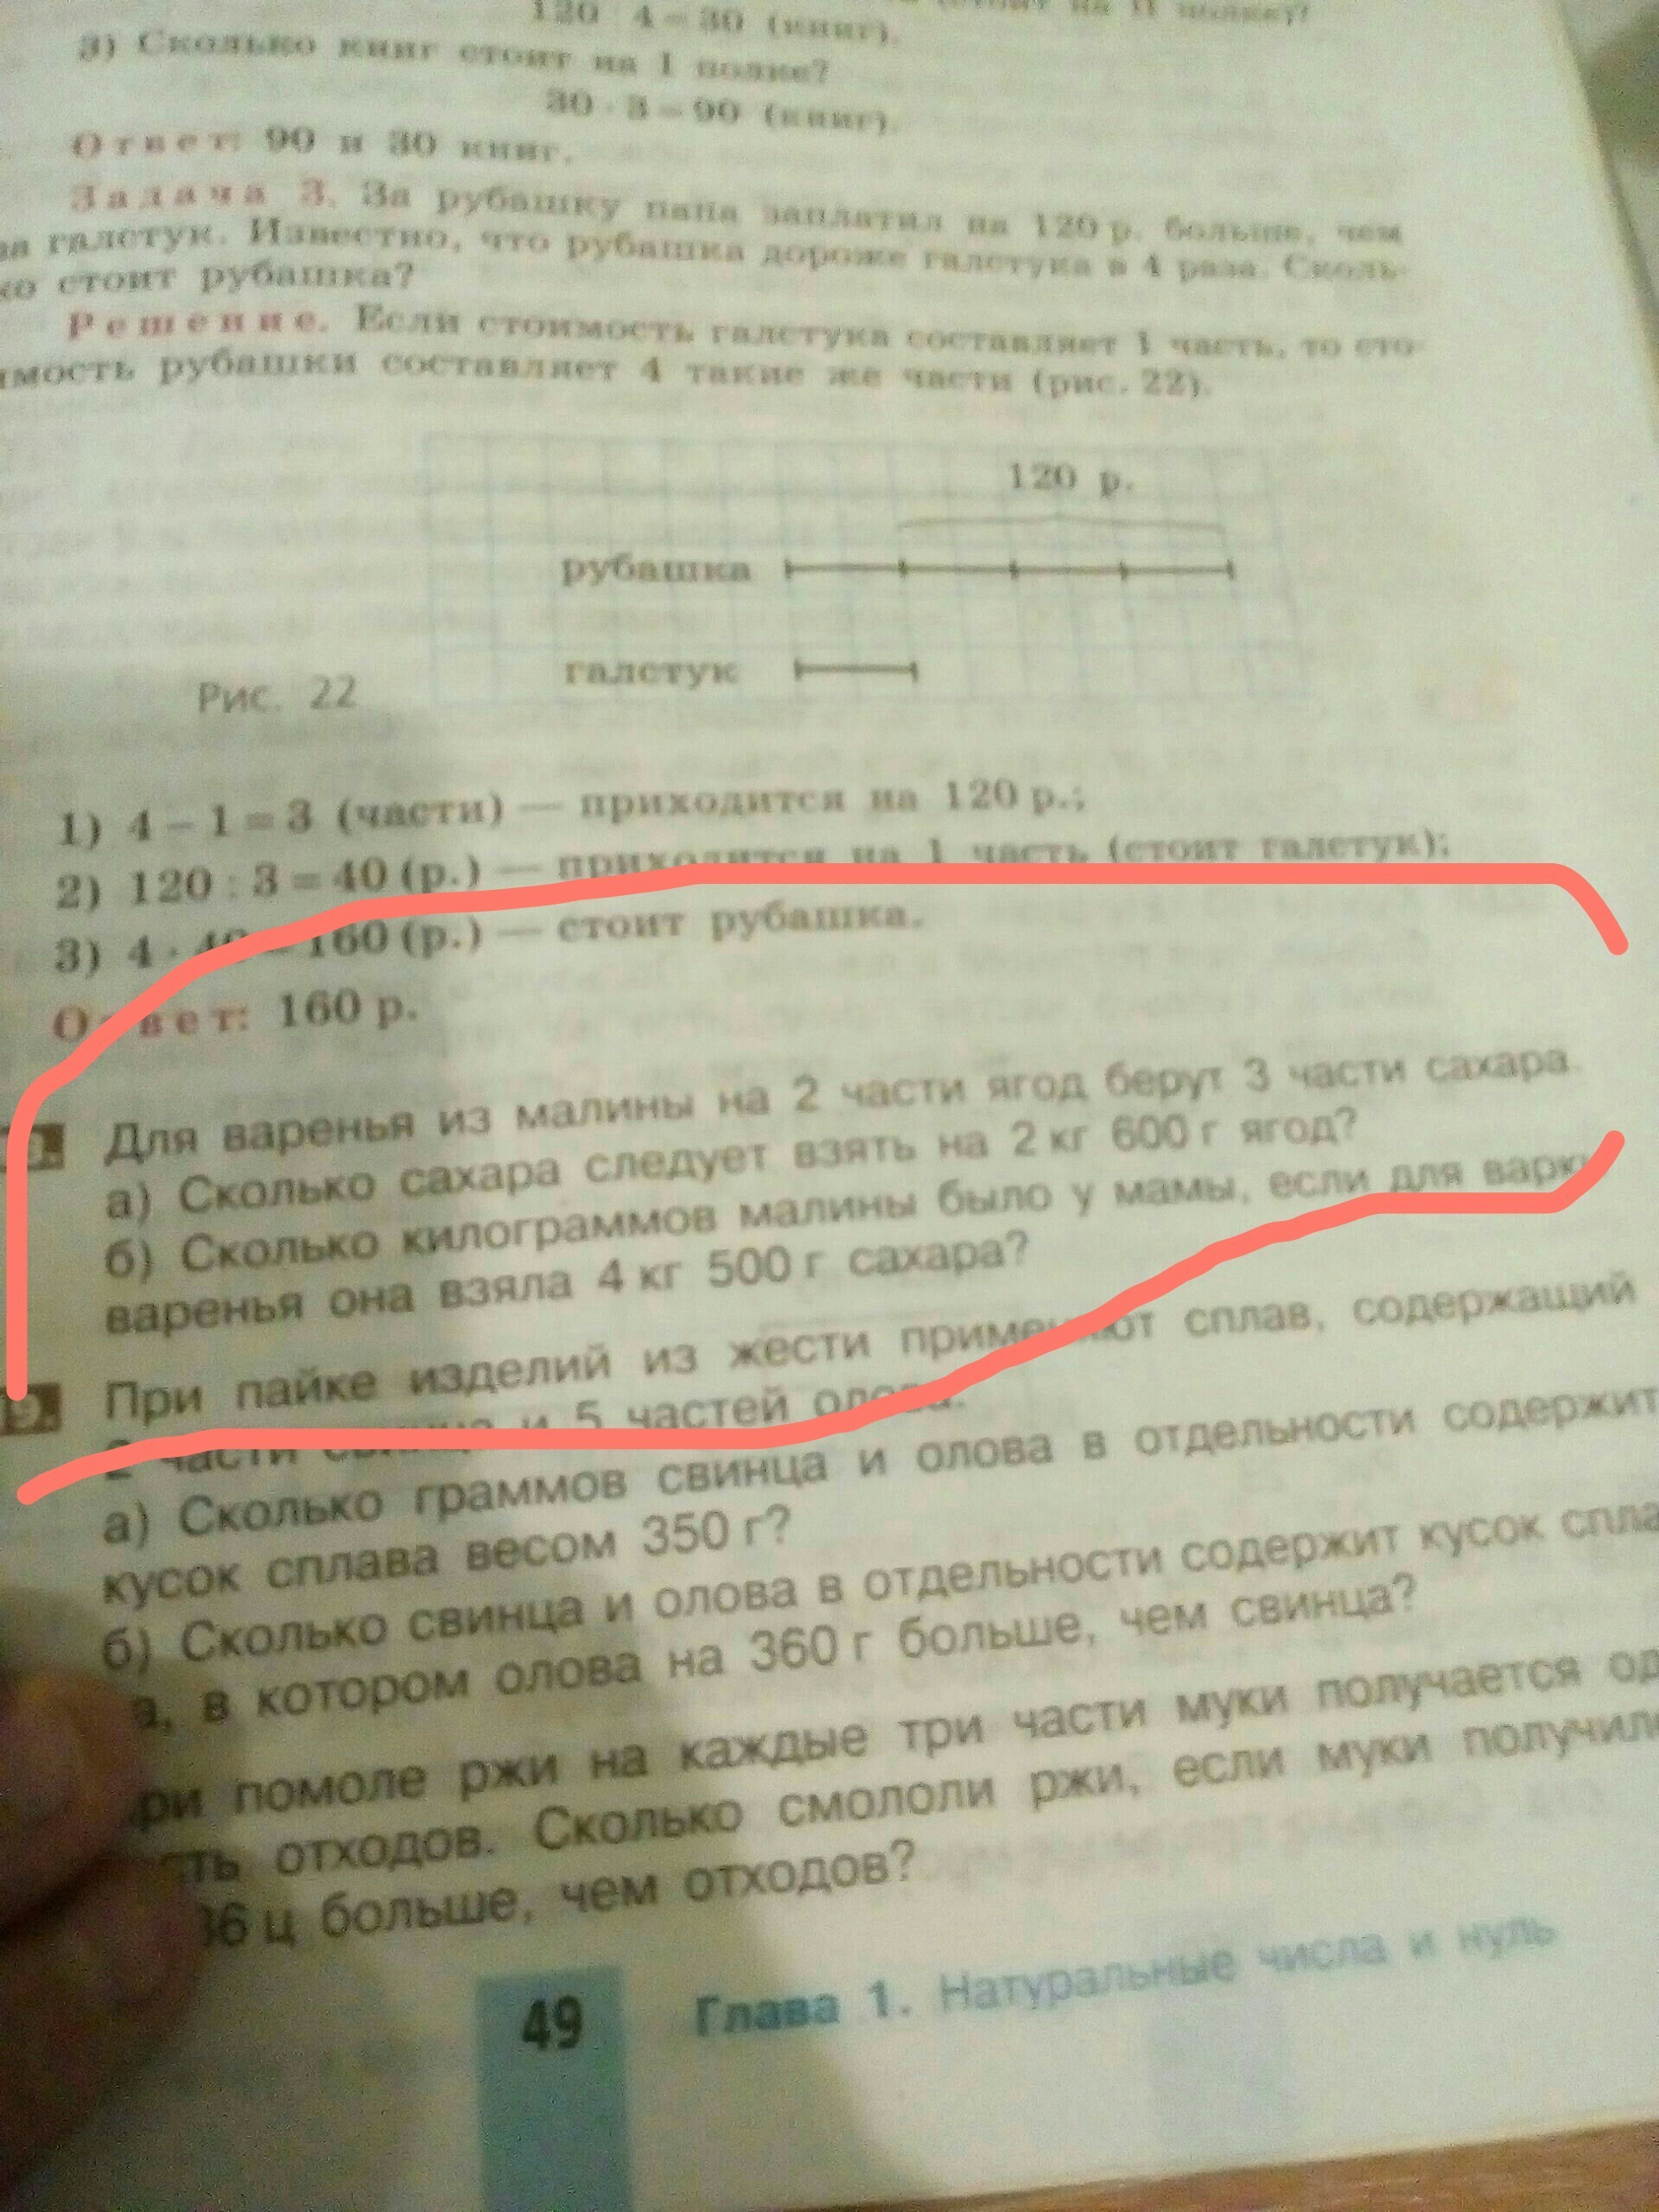 120 : 4 = 30 (книг).
3) Сколько книг стоит на 1 полке?
30 · 3 = 90 (книг).
Ответ: 90 и 30 книг.
Задача 3. За рубашку папа заплатил на 120 р. больше, чем
за галстук. Известно, что рубашка дороже галстука в 4 раза. Сколь-
ко стоит рубашка?
Решение. Если стоимость галстука составляет 1 часть, то сто-
имость рубашки составляет 4 такие же части (рис. 22).
120 р.
рубашка
галстук
Рис. 22
1) 4 – 1 = 3 (части) — приходится на 120 р.;
2) 120 : 3 = 40 (р.) — приходится на 1 часть (стоит галстук);
3) 4 · 40 = 160 (р.) — стоит рубашка.
Ответ: 160 р.
Для варенья из малины на 2 части ягод берут 3 части сахара.
а) Сколько сахара следует взять на 2 кг 600 г ягод?
б) Сколько килограммов малины было у мамы, если для варки
варенья она взяла 4 кг 500 г сахара?
9. При пайке изделий из жести применяют сплав, содержащий
2 части свинца и 5 частей олова.
а) Сколько граммов свинца и олова в отдельности содержит
кусок сплава весом 350 г?
б) Сколько свинца и олова в отдельности содержит кусок спла
а, в котором олова на 360 г больше, чем свинца?
ри помоле ржи на каждые три части муки получается од
ть отходов. Сколько смололи ржи, если муки получил
36 ц больше, чем отходов?
49 Глава 1. Натуральные числа и нуль